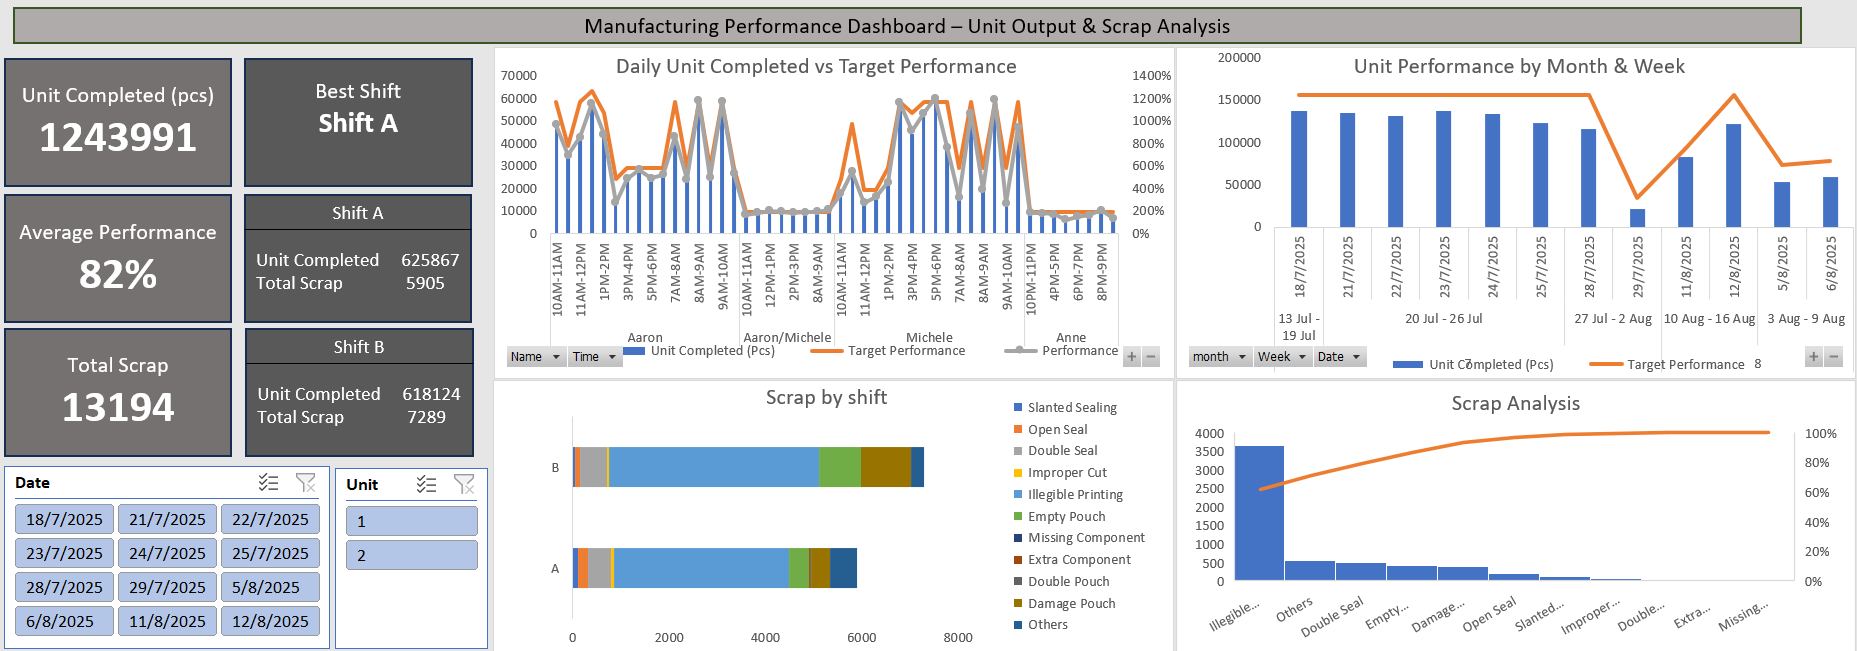 Manufacturing Performance Dashboard – Unit Output & Scrap Analysis
Unit Completed (pcs)
1243991
Best Shift
Shift A
Average Performance
82%
Shift A
Unit Completed 625867
Total Scrap 5905
Total Scrap
13194
Shift B
Unit Completed 618124
Total Scrap 7289
Date
18/7/2025 21/7/2025 22/7/2025
23/7/2025 24/7/2025 25/7/2025
28/7/2025 29/7/2025 5/8/2025
6/8/2025 11/8/2025 12/8/2025
Unit
1
2
Daily Unit Completed vs Target Performance
70000
60000
50000
40000
30000
20000
10000
0
1400%
1200%
1000%
800%
600%
400%
200%
0%
10AM-11AM
11AM-12PM
1PM-2PM
3PM-4PM
5PM-6PM
7AM-8AM
8AM-9AM
9AM-10AM
10AM-11AM
12PM-1PM
2PM-3PM
8AM-9AM
10AM-11AM
11AM-12PM
1PM-2PM
3PM-4PM
5PM-6PM
7AM-8AM
8AM-9AM
9AM-10AM
10PM-11PM
4PM-5PM
6PM-7PM
8PM-9PM
Aaron Aaron/Michele Michele Anne
Name Time Unit Completed (Pcs) Target Performance Performance + −
Unit Performance by Month & Week
200000
150000
100000
50000
0
18/7/2025
21/7/2025
22/7/2025
23/7/2025
24/7/2025
25/7/2025
28/7/2025
29/7/2025
11/8/2025
12/8/2025
5/8/2025
6/8/2025
13 Jul -
19 Jul
20 Jul - 26 Jul 27 Jul - 2 Aug 10 Aug - 16 Aug 3 Aug - 9 Aug
7 8
month Week Date Unit Completed (Pcs) Target Performance + −
Scrap by shift
B
A
0 2000 4000 6000 8000
Slanted Sealing
Open Seal
Double Seal
Improper Cut
Illegible Printing
Empty Pouch
Missing Component
Extra Component
Double Pouch
Damage Pouch
Others
Scrap Analysis
4000
3500
3000
2500
2000
1500
1000
500
0
100%
80%
60%
40%
20%
0%
Illegible...
Others
Double Seal
Empty...
Damage...
Open Seal
Slanted...
Improper...
Double...
Extra...
Missing...